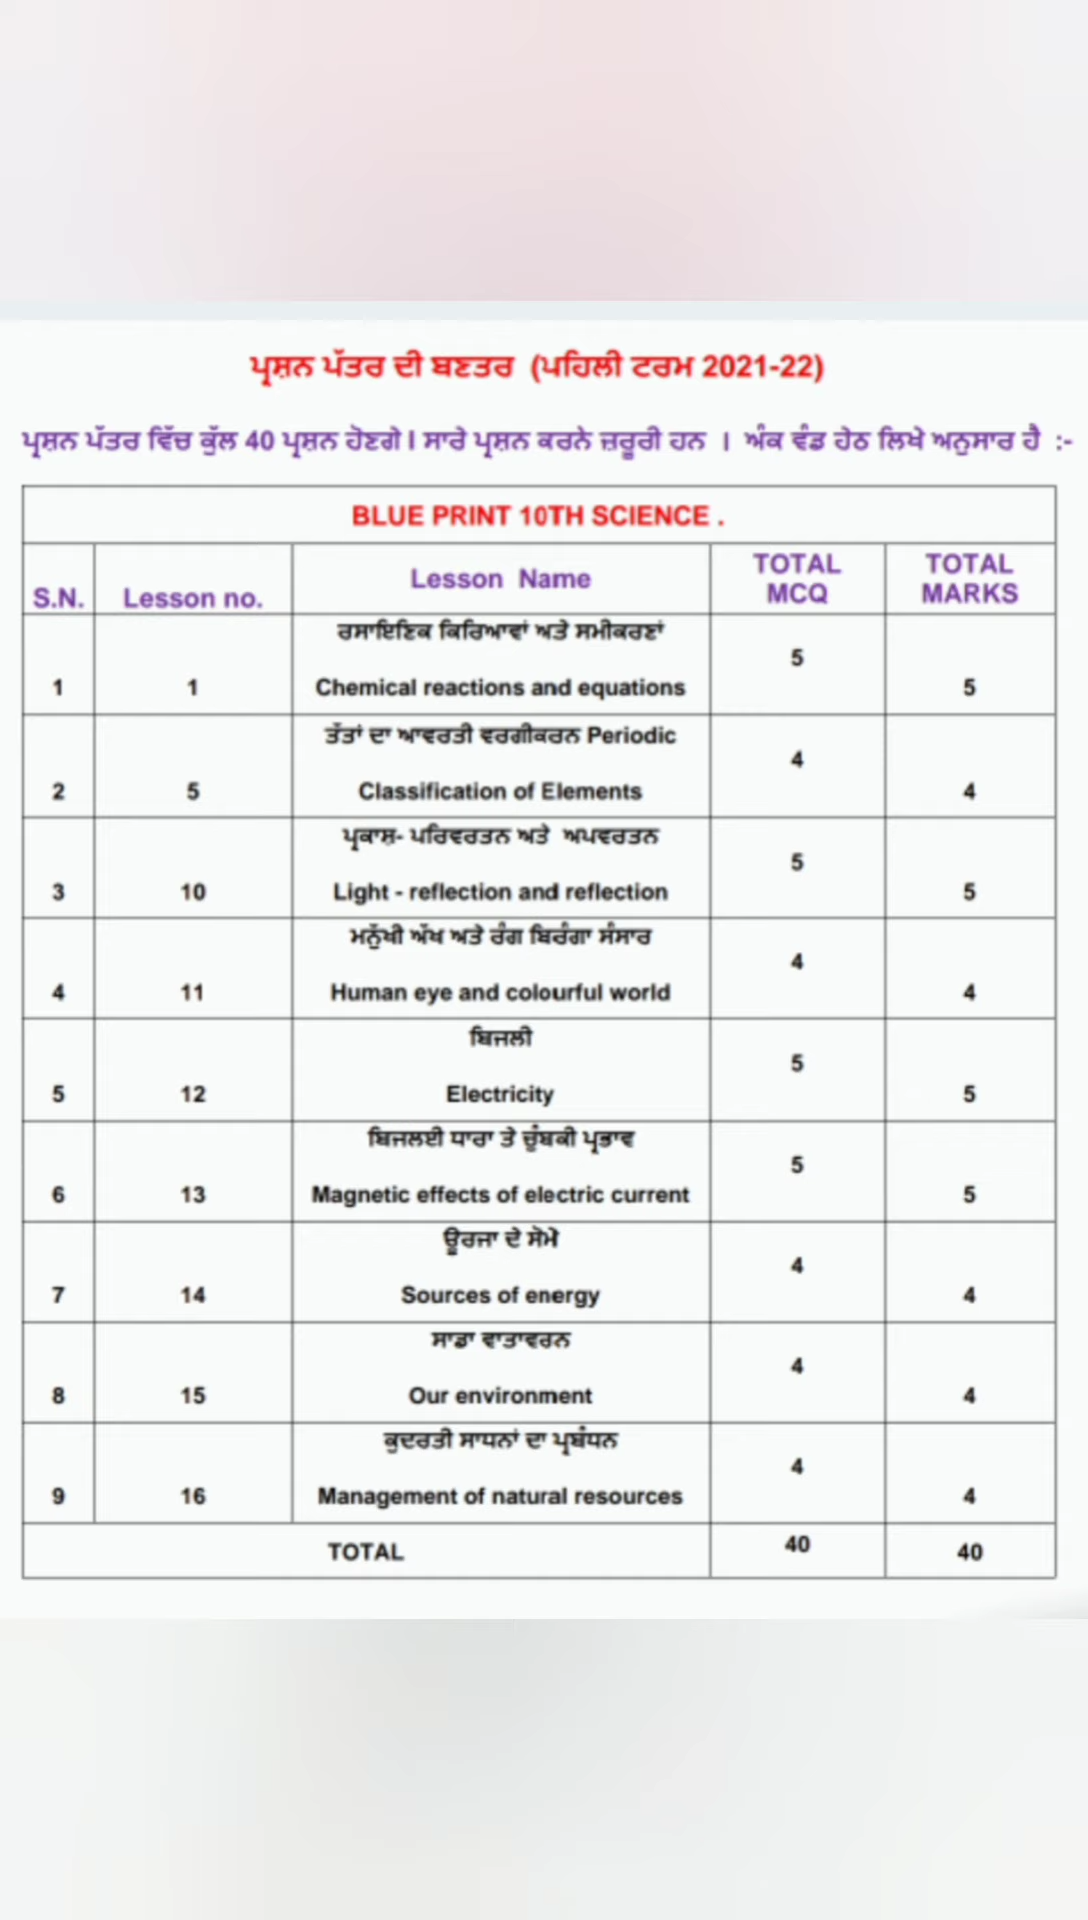 ਪ੍ਰਸ਼ਨ ਪੱਤਰ ਦੀ ਬਣਤਰ (ਪਹਿਲੀ ਟਰਮ 2021-22)
ਪ੍ਰਸ਼ਨ ਪੱਤਰ ਵਿੱਚ ਕੁੱਲ 40 ਪ੍ਰਸ਼ਨ ਹੋਣਗੇ l ਸਾਰੇ ਪ੍ਰਸ਼ਨ ਕਰਨੇ ਜ਼ਰੂਰੀ ਹਨ । ਅੰਕ ਵੰਡ ਹੇਠ ਲਿਖੇ ਅਨੁਸਾਰ ਹੈ :-
BLUE PRINT 10TH SCIENCE .
S.N. Lesson no. Lesson Name TOTAL MCQ TOTAL MARKS
ਰਸਾਇਣਿਕ ਕਿਰਿਆਵਾਂ ਅਤੇ ਸਮੀਕਰਣਾਂ
1 1 Chemical reactions and equations 5 5
ਤੱਤਾਂ ਦਾ ਆਵਰਤੀ ਵਰਗੀਕਰਨ Periodic
2 5 Classification of Elements 4 4
ਪ੍ਰਕਾਸ਼- ਪਰਿਵਰਤਨ ਅਤੇ ਅਪਵਰਤਨ
3 10 Light - reflection and reflection 5 5
ਮਨੁੱਖੀ ਅੱਖ ਅਤੇ ਰੰਗ ਬਿਰੰਗਾ ਸੰਸਾਰ
4 11 Human eye and colourful world 4 4
ਬਿਜਲੀ
5 12 Electricity 5 5
ਬਿਜਲਈ ਧਾਰਾ ਤੇ ਚੁੰਬਕੀ ਪ੍ਰਭਾਵ
6 13 Magnetic effects of electric current 5 5
ਊਰਜਾ ਦੇ ਸੋਮੇ
7 14 Sources of energy 4 4
ਸਾਡਾ ਵਾਤਾਵਰਨ
8 15 Our environment 4 4
ਕੁਦਰਤੀ ਸਾਧਨਾਂ ਦਾ ਪ੍ਰਬੰਧਨ
9 16 Management of natural resources 4 4
TOTAL 40 40